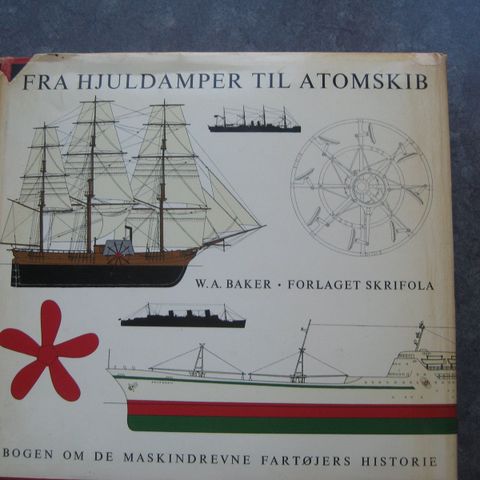 FRA HJULDAMPER TIL ATOMSKIB
W. A. BAKER · FORLAGET SKRIFOLA
BOGEN OM DE MASKINDREVNE FARTØJERS HISTORIE